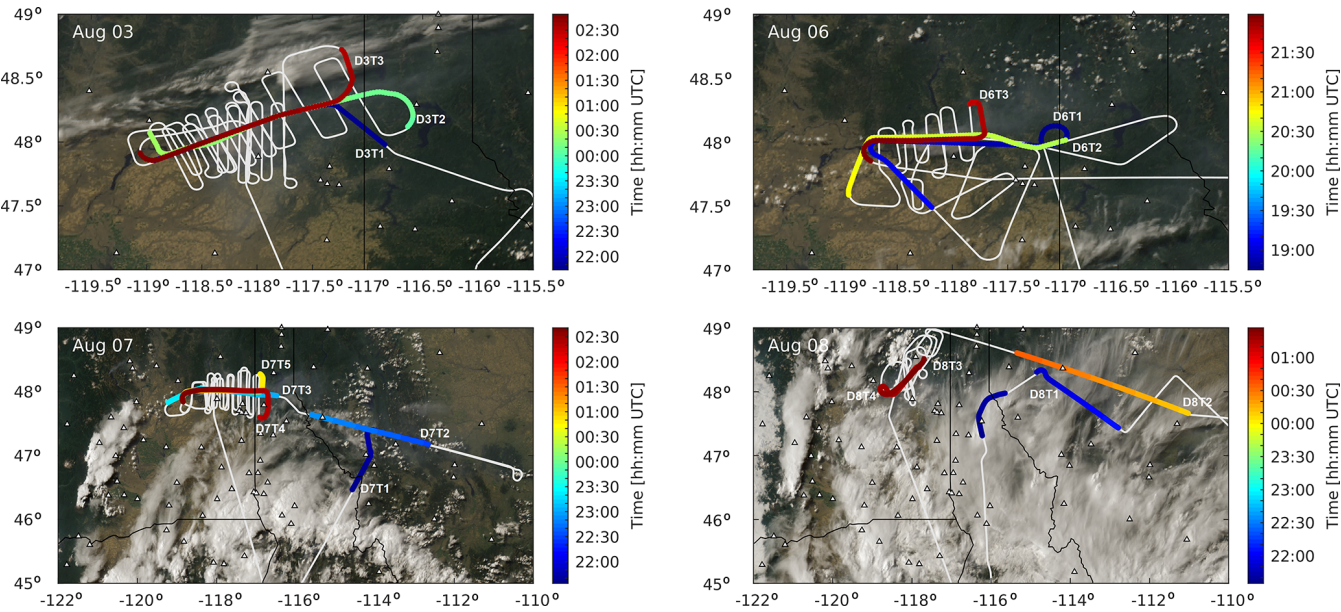 49°
48.5°
48°
47.5°
47°
Aug 03
D3T3
D3T2
D3T1
-119.5° -119° -118.5° -118° -117.5° -117° -116.5° -116° -115.5°
02:30
02:00
01:30
01:00
00:30
00:00
23:30
23:00
22:30
22:00
Time [hh:mm UTC]
49°
48.5°
48°
47.5°
47°
Aug 06
D6T3
D6T1
D6T2
-119.5° -119° -118.5° -118° -117.5° -117° -116.5° -116° -115.5°
21:30
21:00
20:30
20:00
19:30
19:00
Time [hh:mm UTC]
49°
48°
47°
46°
45°
Aug 07
D7T5
D7T3
D7T4
D7T2
D7T1
-122 -120 -118 -116 -114 -112 -110
02:30
02:00
01:30
01:00
00:30
00:00
23:30
23:00
22:30
22:00
Time [hh:mm UTC]
49°
48°
47°
46°
45°
Aug 08
D8T3
D8T4
D8T1
D8T2
-122 -120 -118 -116 -114 -112 -110
01:00
00:30
00:00
23:30
23:00
22:30
22:00
Time [hh:mm UTC]